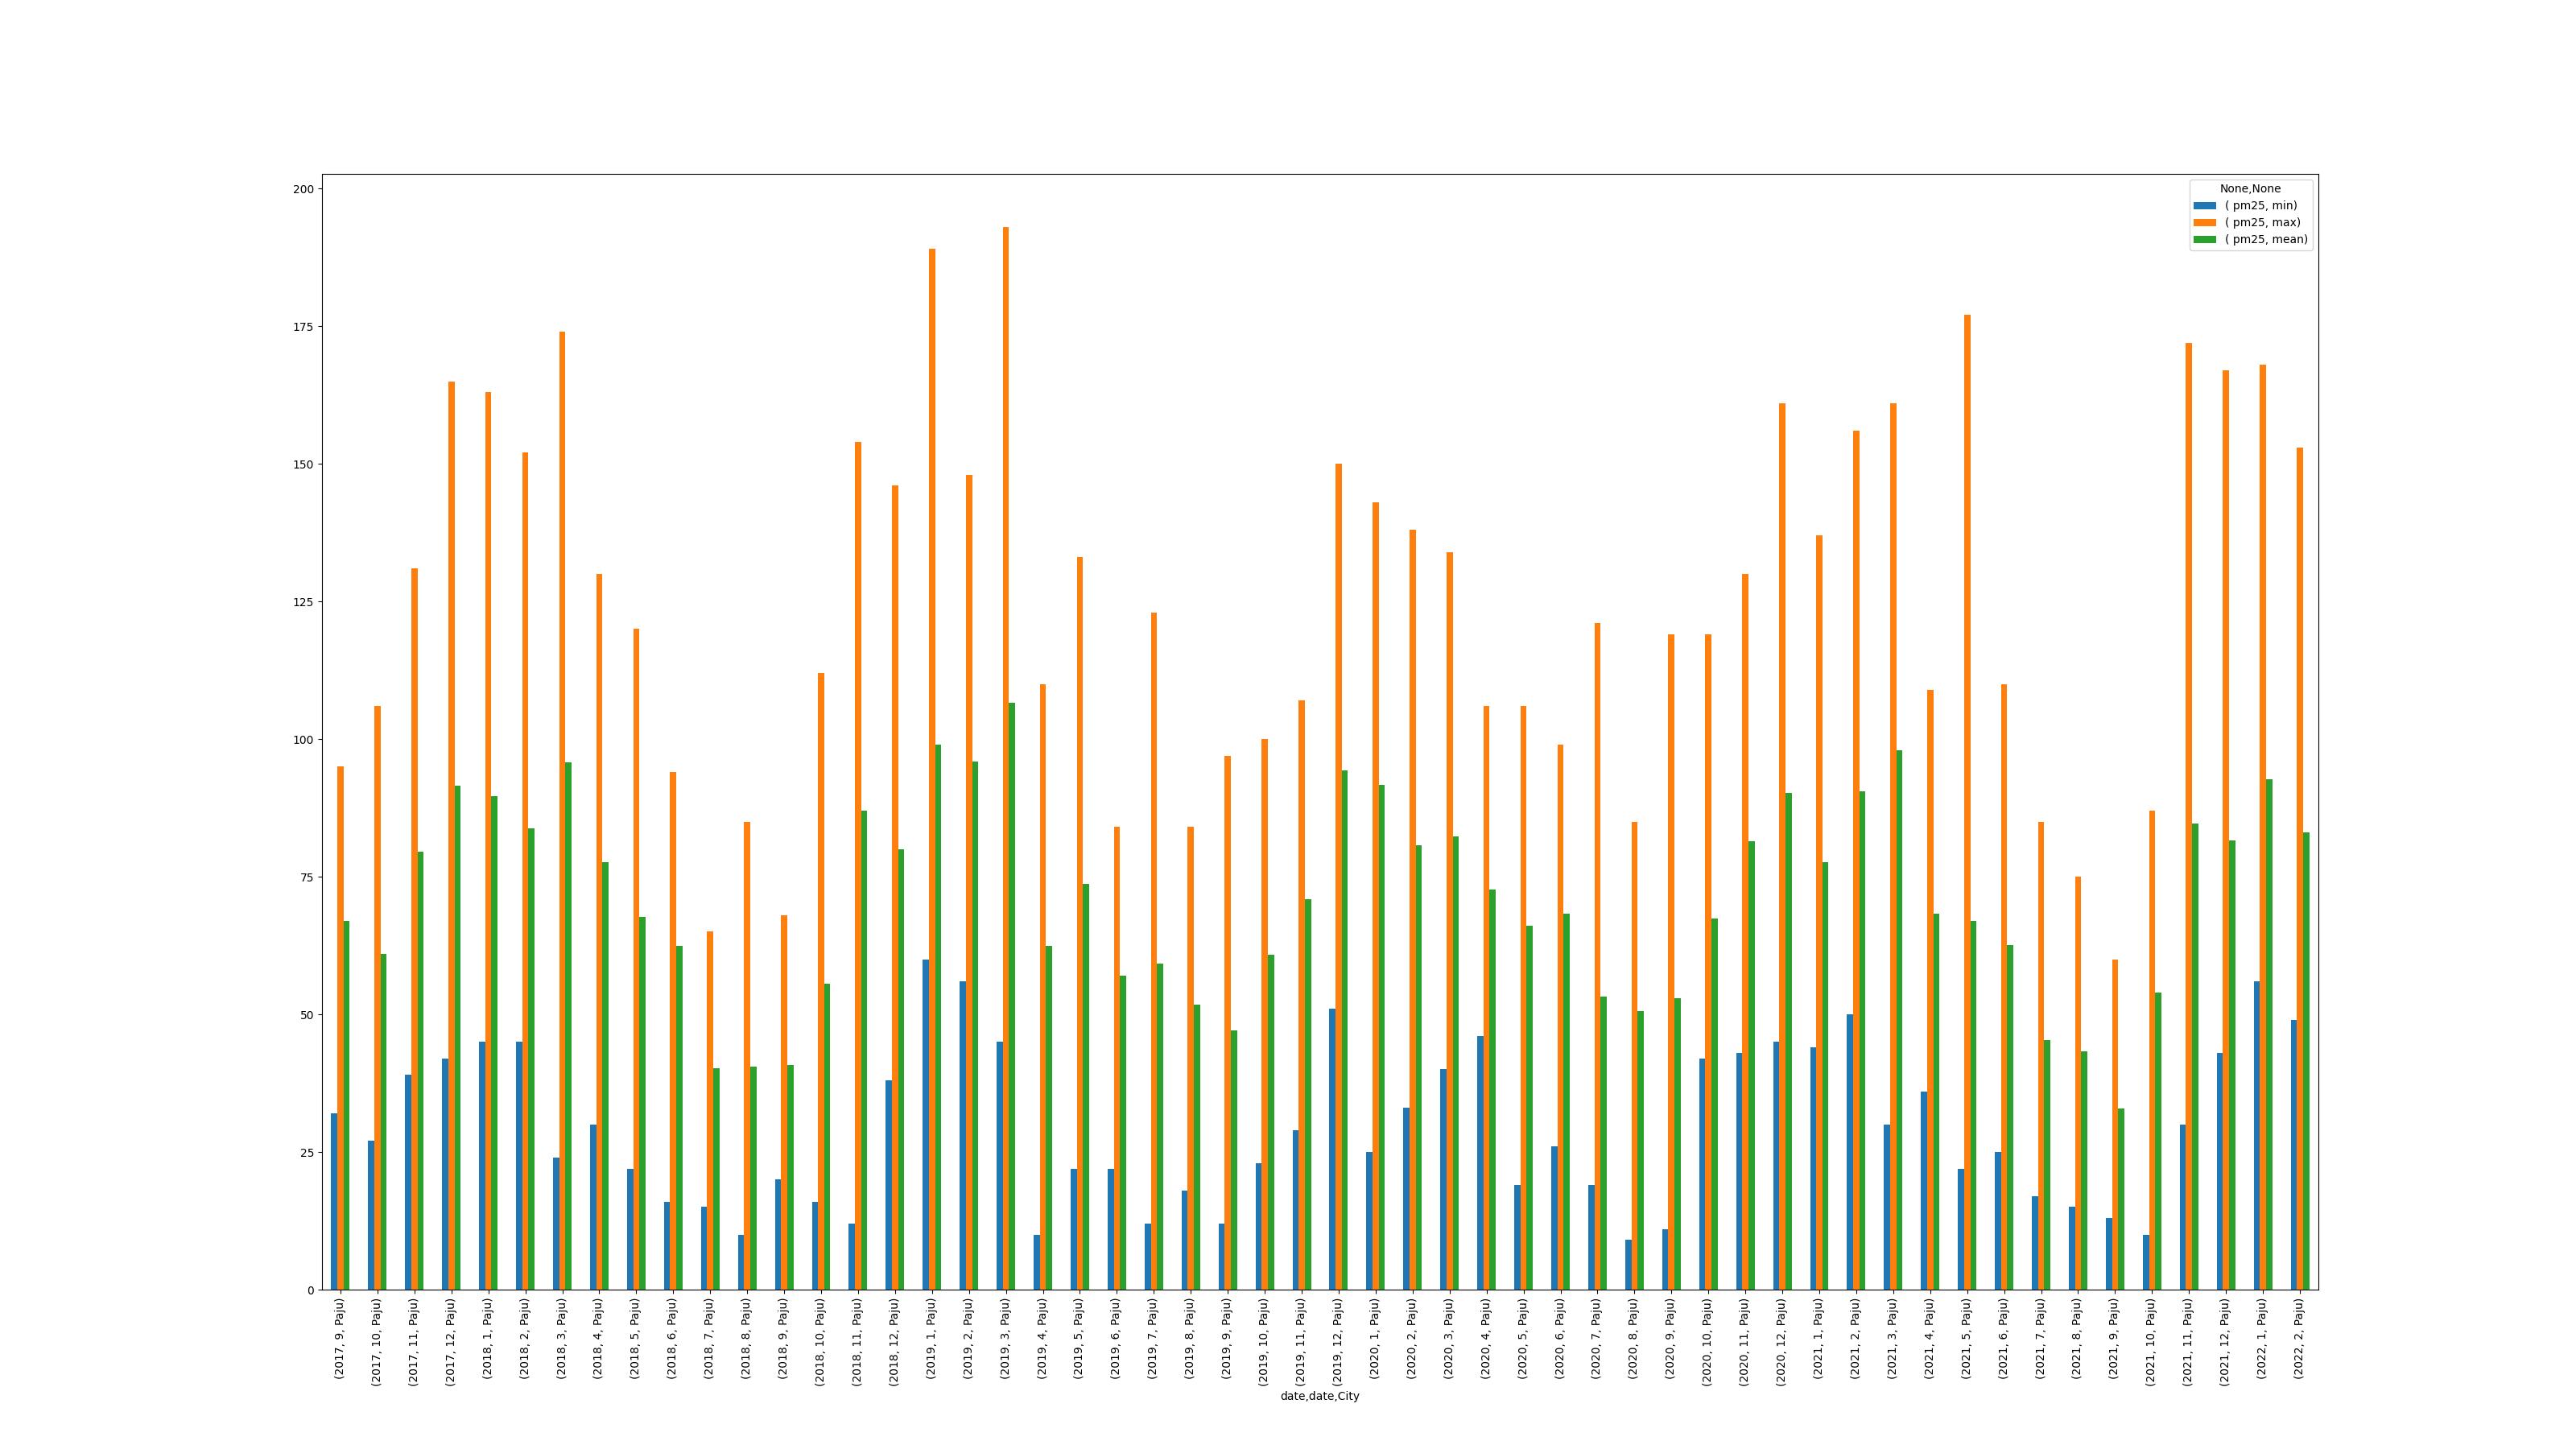 None,None
( pm25, min)
( pm25, max)
( pm25, mean)
200
175
150
125
100
75
50
25
0
(2017, 9, Paju)
(2017, 10, Paju)
(2017, 11, Paju)
(2017, 12, Paju)
(2018, 1, Paju)
(2018, 2, Paju)
(2018, 3, Paju)
(2018, 4, Paju)
(2018, 5, Paju)
(2018, 6, Paju)
(2018, 7, Paju)
(2018, 8, Paju)
(2018, 9, Paju)
(2018, 10, Paju)
(2018, 11, Paju)
(2018, 12, Paju)
(2019, 1, Paju)
(2019, 2, Paju)
(2019, 3, Paju)
(2019, 4, Paju)
(2019, 5, Paju)
(2019, 6, Paju)
(2019, 7, Paju)
(2019, 8, Paju)
(2019, 9, Paju)
(2019, 10, Paju)
(2019, 11, Paju)
(2019, 12, Paju)
(2020, 1, Paju)
(2020, 2, Paju)
(2020, 3, Paju)
(2020, 4, Paju)
(2020, 5, Paju)
(2020, 6, Paju)
(2020, 7, Paju)
(2020, 8, Paju)
(2020, 9, Paju)
(2020, 10, Paju)
(2020, 11, Paju)
(2020, 12, Paju)
(2021, 1, Paju)
(2021, 2, Paju)
(2021, 3, Paju)
(2021, 4, Paju)
(2021, 5, Paju)
(2021, 6, Paju)
(2021, 7, Paju)
(2021, 8, Paju)
(2021, 9, Paju)
(2021, 10, Paju)
(2021, 11, Paju)
(2021, 12, Paju)
(2022, 1, Paju)
(2022, 2, Paju)
date,date,City